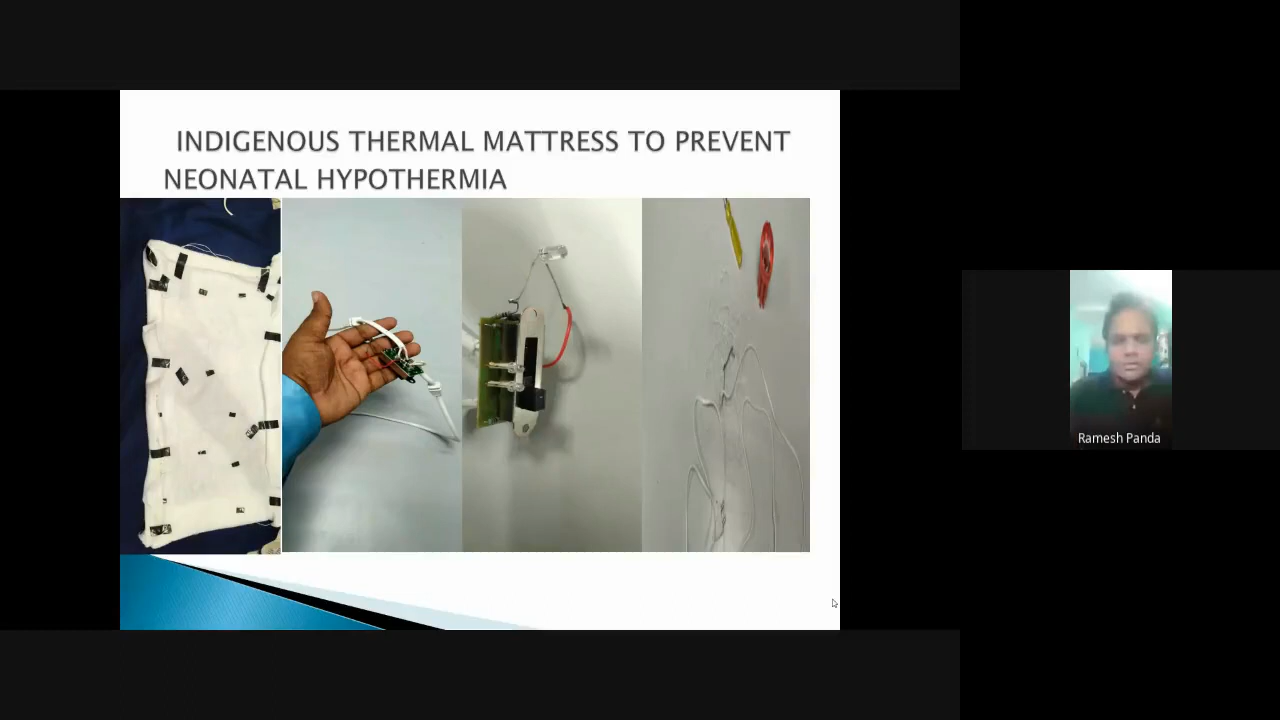 INDIGENOUS THERMAL MATTRESS TO PREVENT
NEONATAL HYPOTHERMIA
Ramesh Panda